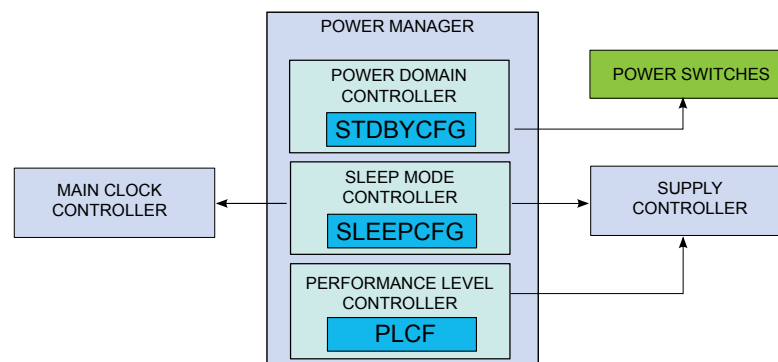 POWER MANAGER
POWER DOMAIN
CONTROLLER
STDBYCFG
POWER SWITCHES
MAIN CLOCK
CONTROLLER
SLEEP MODE
CONTROLLER
SLEEPCFG
SUPPLY
CONTROLLER
PERFORMANCE LEVEL
CONTROLLER
PLCF